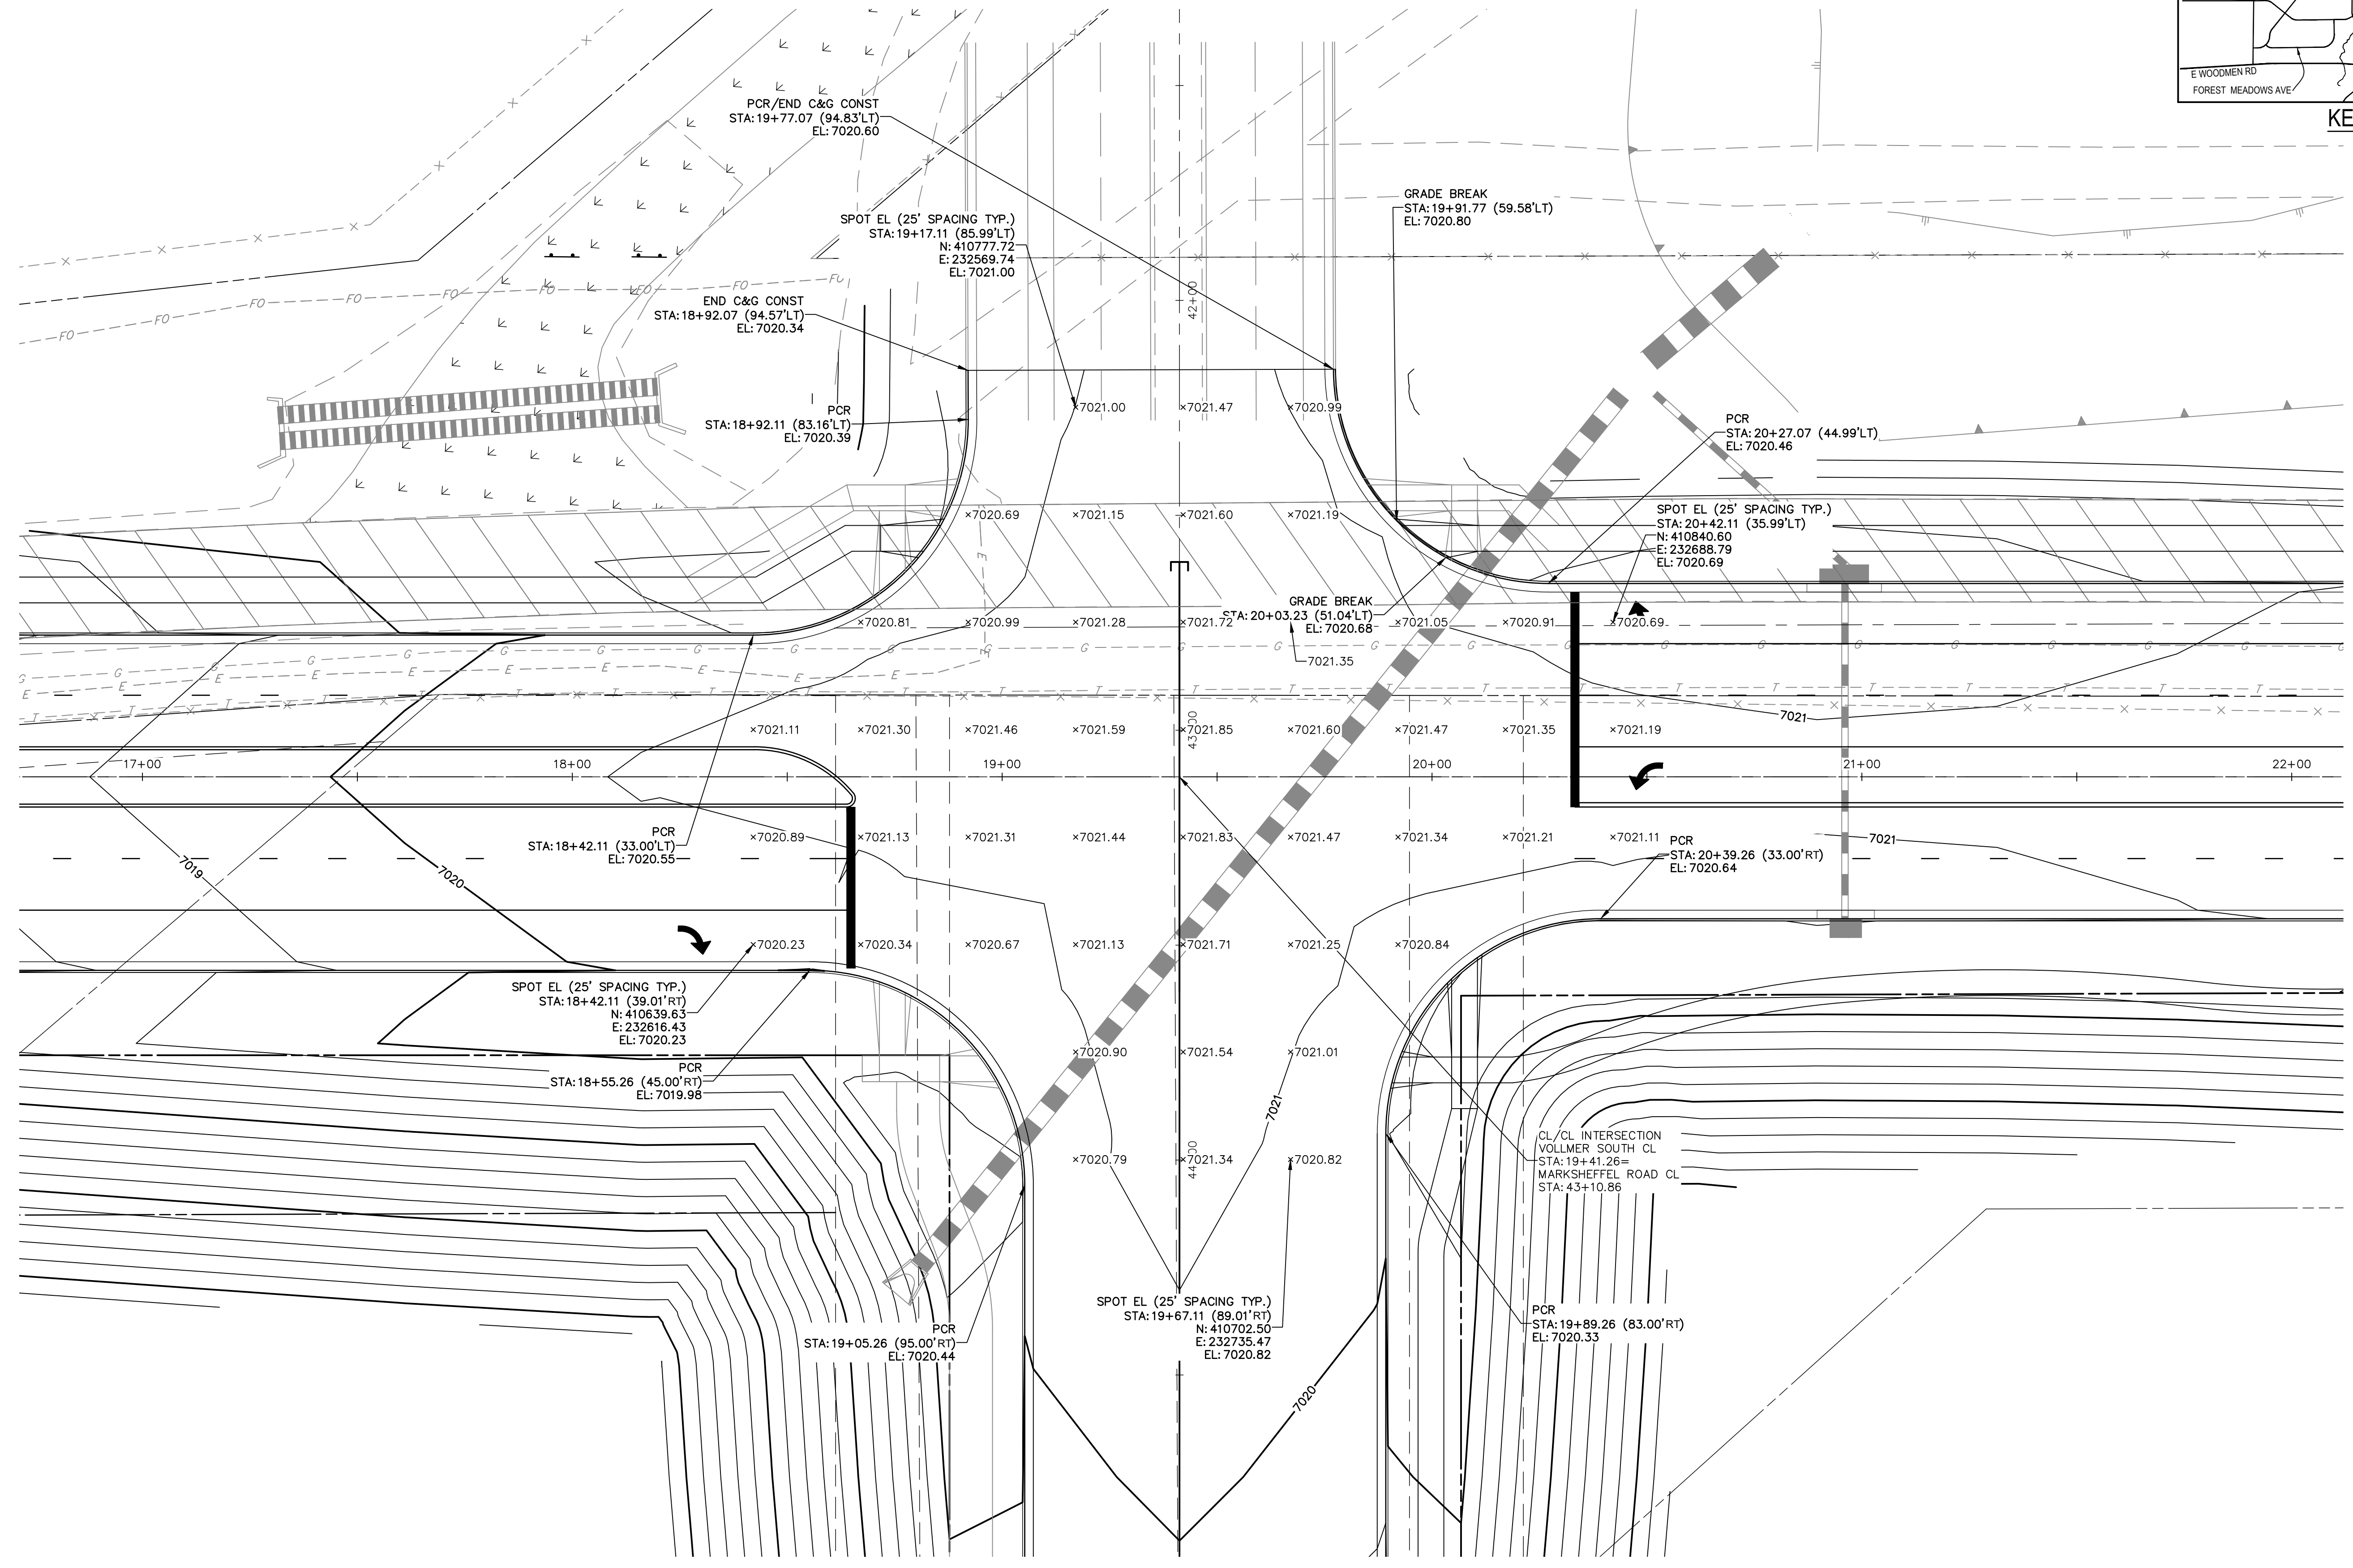 E WOODMEN RD
FOREST MEADOWS AVE
KE
PCR/END C&G CONST
STA: 19+77.07 (94.83'LT)
EL: 7020.60
GRADE BREAK
STA: 19+91.77 (59.58'LT)
EL: 7020.80
SPOT EL (25' SPACING TYP.)
STA: 19+17.11 (85.99'LT)
N: 410777.72
E: 232569.74
EL: 7021.00
END C&G CONST
STA: 18+92.07 (94.57'LT)
EL: 7020.34
42+00
FO FO FO FO FO FO FO FO FO
PCR
STA: 18+92.11 (83.16'LT)
EL: 7020.39
×7021.00 ×7021.47 ×7020.99
PCR
STA: 20+27.07 (44.99'LT)
EL: 7020.46
SPOT EL (25' SPACING TYP.)
STA: 20+42.11 (35.99'LT)
N: 410840.60
E: 232688.79
EL: 7020.69
×7020.69 ×7021.15 ×7021.60 ×7021.19
GRADE BREAK
STA: 20+03.23 (51.04'LT)
EL: 7020.68
×7020.81 ×7020.99 ×7021.28 ×7021.72 ×7021.05 ×7020.91 ×7020.69
7021.35
G G G G G G G G G G G G G G G G G
E E E E E E E E E
T T T T T T T T T T T T T T T T
7021
×7021.11 ×7021.30 ×7021.46 ×7021.59 ×7021.85 ×7021.60 ×7021.47 ×7021.35 ×7021.19
43+00
17+00 18+00 19+00 20+00 21+00 22+00
PCR
STA: 18+42.11 (33.00'LT)
EL: 7020.55
×7020.89 ×7021.13 ×7021.31 ×7021.44 ×7021.83 ×7021.47 ×7021.34 ×7021.21 ×7021.11
PCR
STA: 20+39.26 (33.00'RT)
EL: 7020.64
7021
7019
7020
×7020.23 ×7020.34 ×7020.67 ×7021.13 ×7021.71 ×7021.25 ×7020.84
SPOT EL (25' SPACING TYP.)
STA: 18+42.11 (39.01'RT)
N: 410639.63
E: 232616.43
EL: 7020.23
×7020.90 ×7021.54 ×7021.01
PCR
STA: 18+55.26 (45.00'RT)
EL: 7019.98
7021
×7020.79 ×7021.34 ×7020.82
44+00
CL/CL INTERSECTION
VOLLMER SOUTH CL
STA: 19+41.26=
MARKSHEFFEL ROAD CL
STA: 43+10.86
SPOT EL (25' SPACING TYP.)
STA: 19+67.11 (89.01'RT)
N: 410702.50
E: 232735.47
EL: 7020.82
PCR
STA: 19+05.26 (95.00'RT)
EL: 7020.44
PCR
STA: 19+89.26 (83.00'RT)
EL: 7020.33
7020